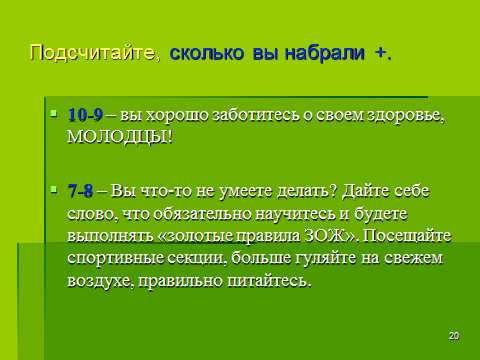 Подсчитайте, сколько вы набрали +.
10-9 – вы хорошо заботитесь о своем здоровье,
МОЛОДЦЫ!
7-8 – Вы что-то не умеете делать? Дайте себе
слово, что обязательно научитесь и будете
выполнять «золотые правила ЗОЖ». Посещайте
спортивные секции, больше гуляйте на свежем
воздухе, правильно питайтесь.
20